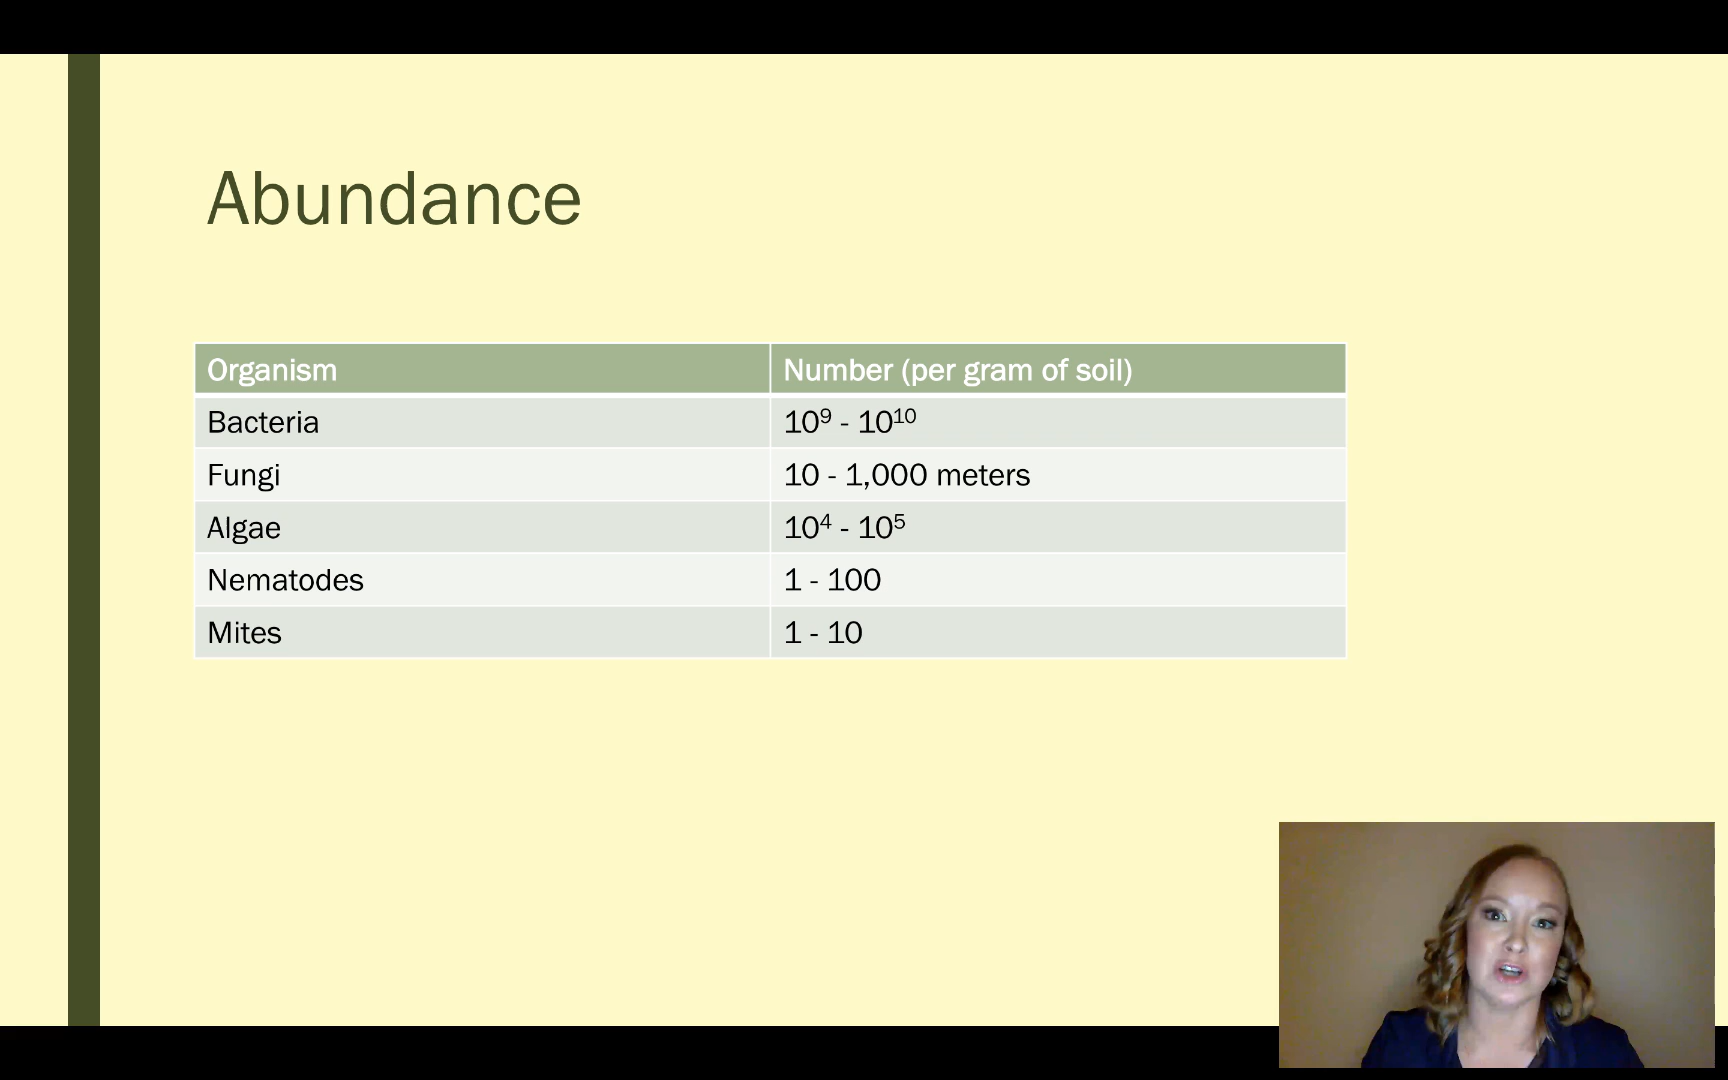 Abundance
Organism Number (per gram of soil)
Bacteria 10⁹ - 10¹⁰
Fungi 10 - 1,000 meters
Algae 10⁴ - 10⁵
Nematodes 1 - 100
Mites 1 - 10